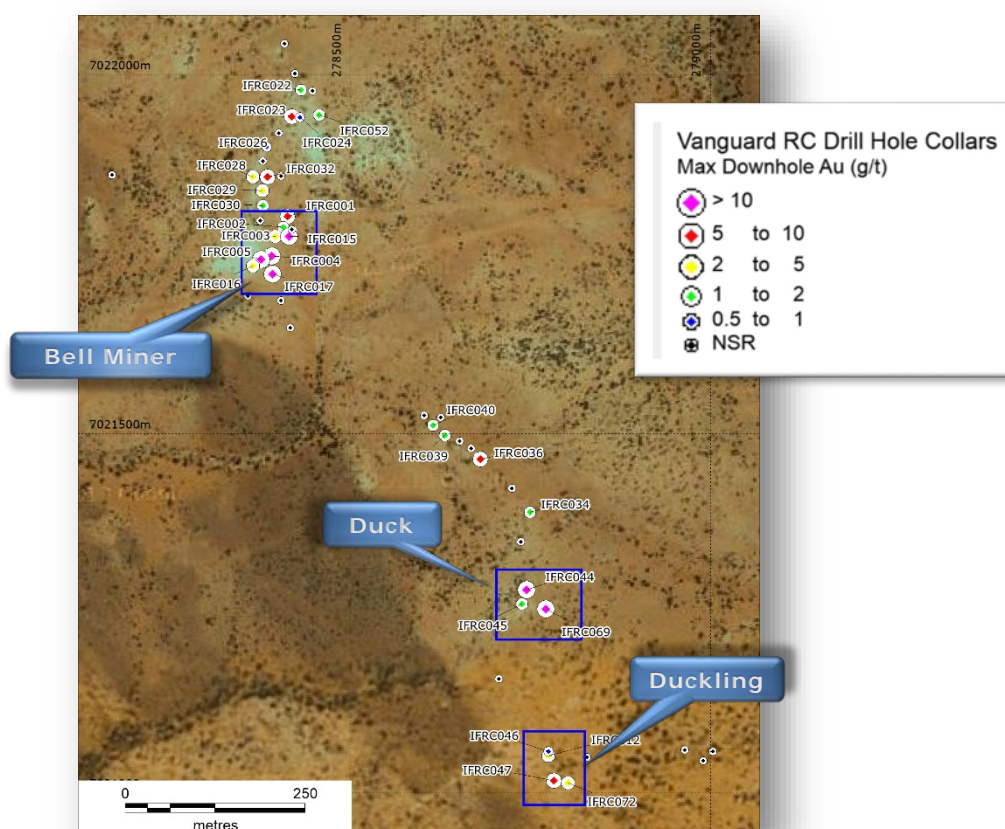 278500m
279000m
7022000m
IFRC022
IFRC023
IFRC052
IFRC024
IFRC026
IFRC028
IFRC032
IFRC029
IFRC030
IFRC001
IFRC002
IFRC003
IFRC015
IFRC005
IFRC004
IFRC016
IFRC017
Vanguard RC Drill Hole Collars
Max Downhole Au (g/t)
> 10
5 to 10
2 to 5
1 to 2
0.5 to 1
NSR
Bell Miner
7021500m
IFRC040
IFRC039
IFRC036
IFRC034
Duck
IFRC044
IFRC045
IFRC069
Duckling
IFRC046
IFRC047
IFRC072
0 250
metres